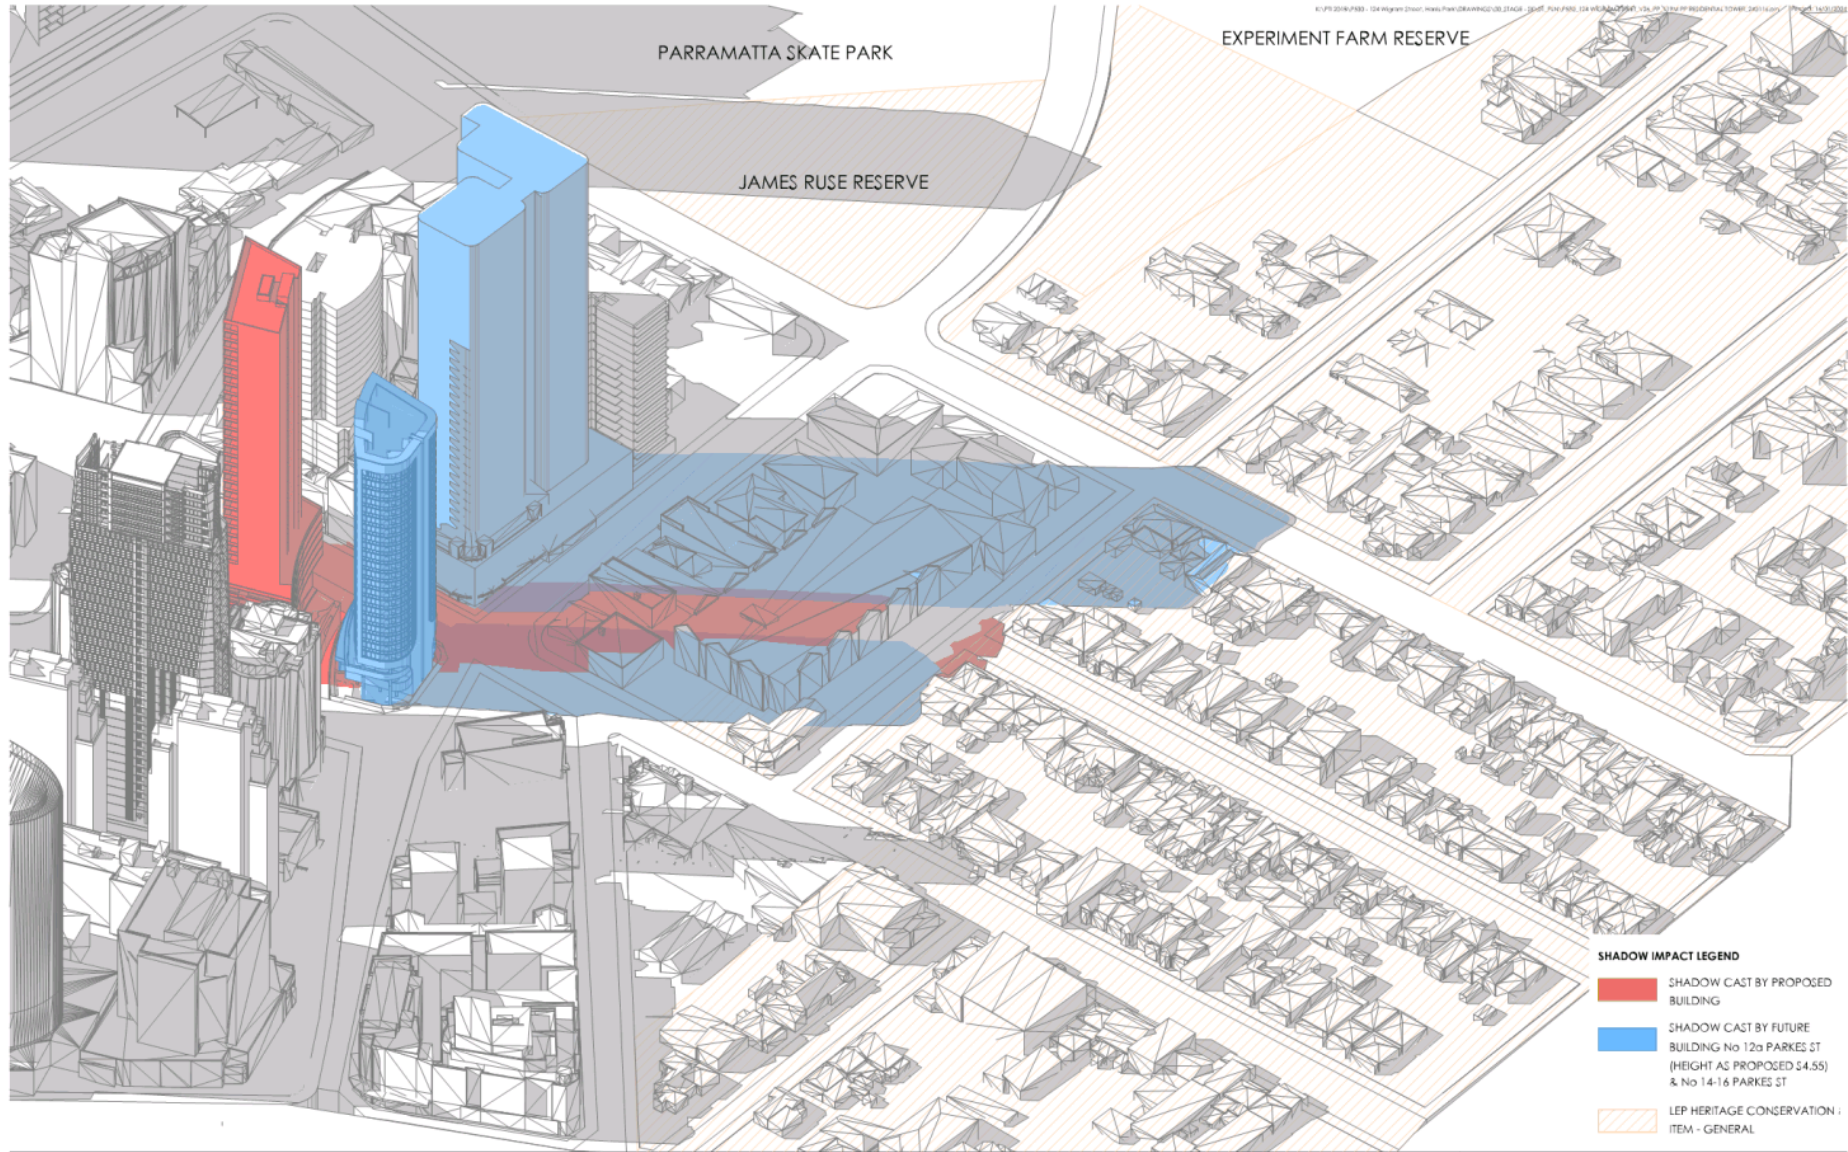 PARRAMATTA SKATE PARK
EXPERIMENT FARM RESERVE
JAMES RUSE RESERVE
SHADOW IMPACT LEGEND
SHADOW CAST BY PROPOSED
BUILDING
SHADOW CAST BY FUTURE
BUILDING No 12a PARKES ST
(HEIGHT AS PROPOSED S4.55)
& No 14-16 PARKES ST
LEP HERITAGE CONSERVATION
ITEM - GENERAL